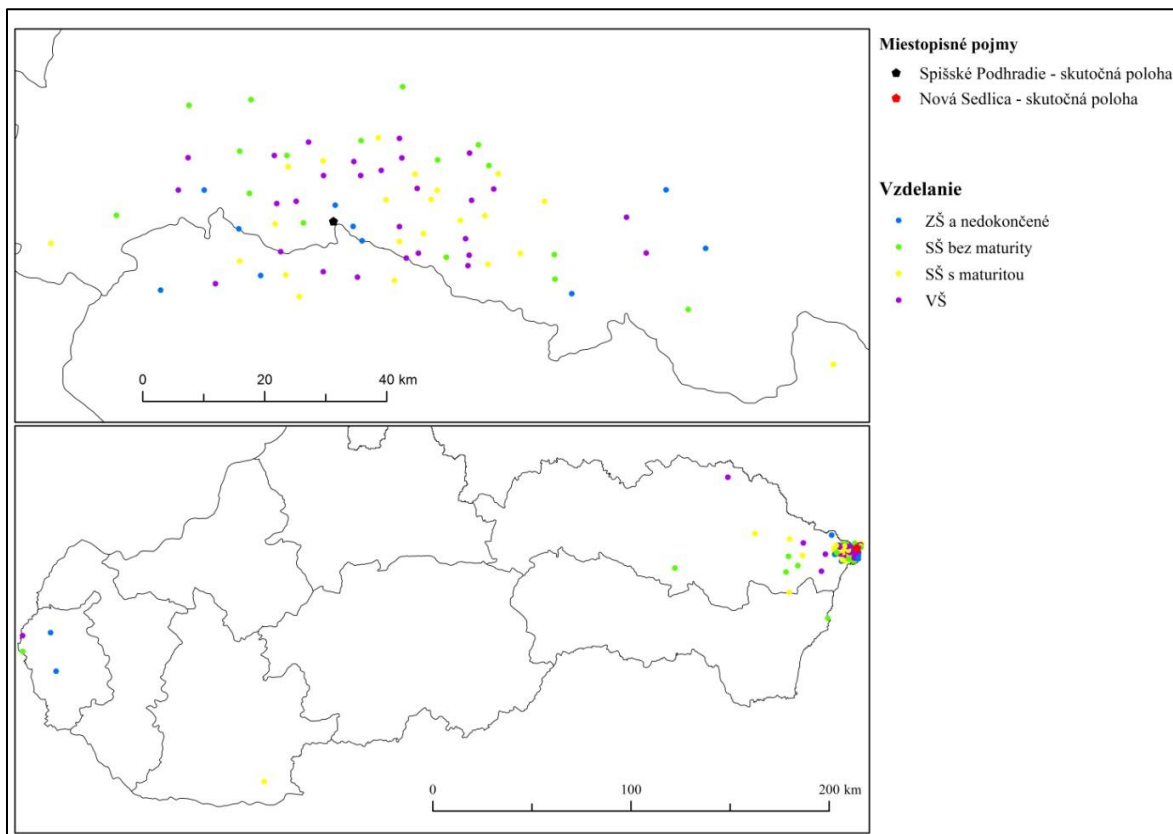 Miestopisné pojmy
Spišské Podhradie - skutočná poloha
Nová Sedlica - skutočná poloha
Vzdelanie
ZŠ a nedokončené
SŠ bez maturity
SŠ s maturitou
VŠ
0 20 40 km
0 100 200 km